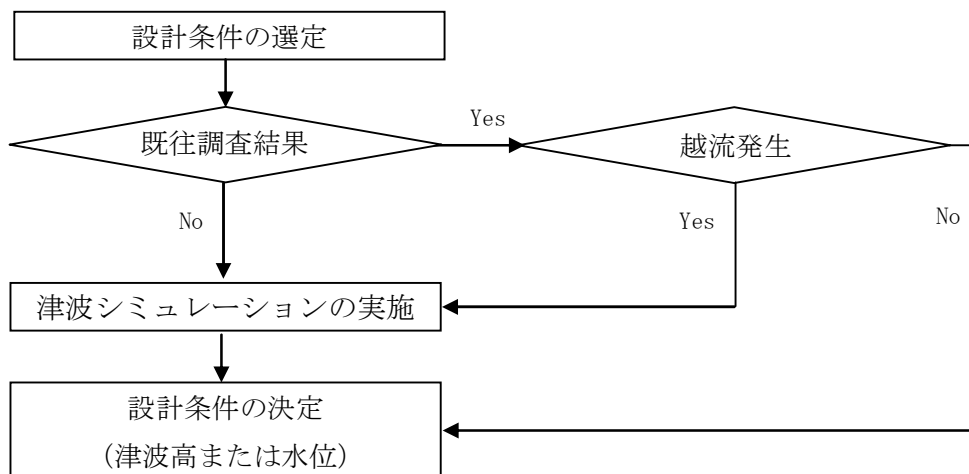 設計条件の選定
既往調査結果
Yes
越流発生
No
Yes
No
津波シミュレーションの実施
設計条件の決定
(津波高または水位)